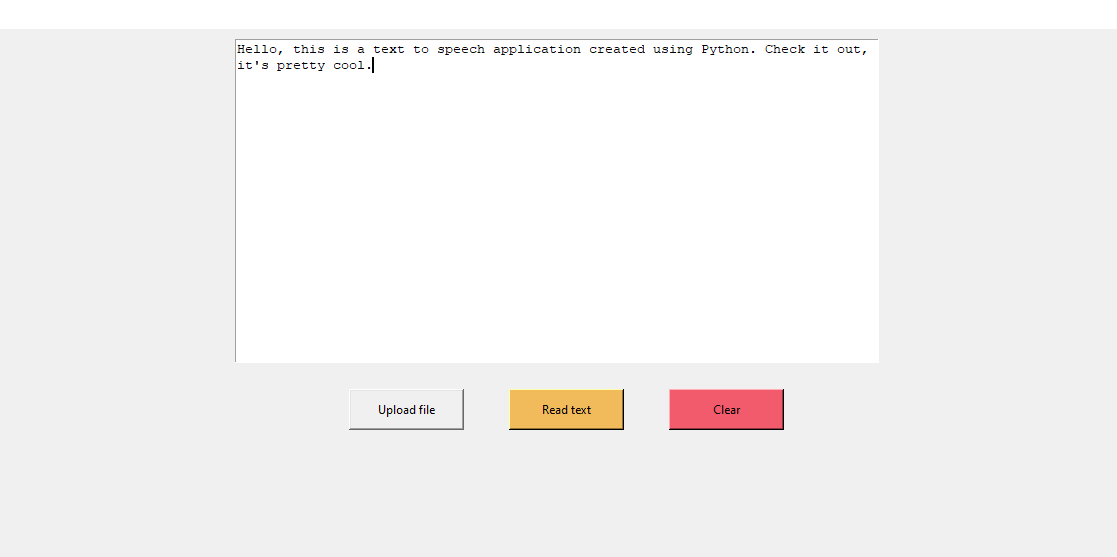 Hello, this is a text to speech application created using Python. Check it out,
it's pretty cool.
Upload file
Read text
Clear